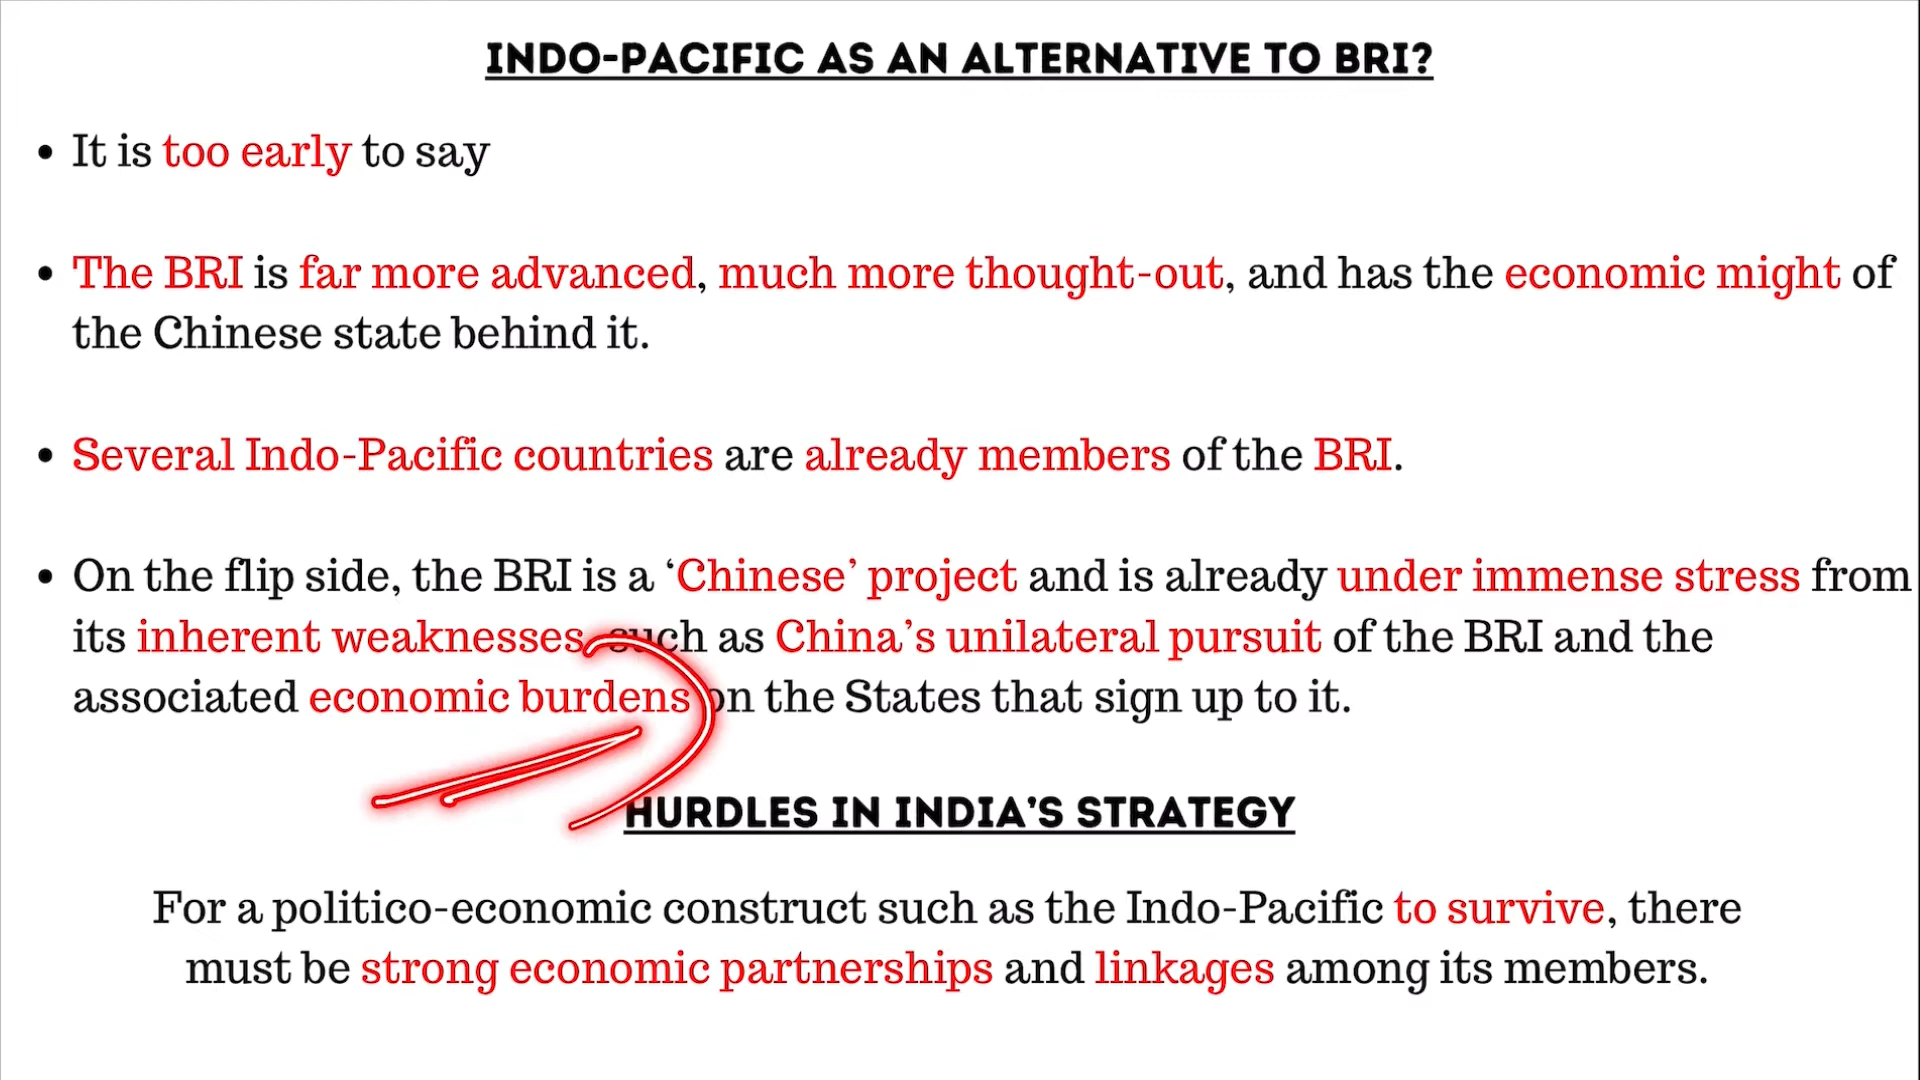 INDO-PACIFIC AS AN ALTERNATIVE TO BRI?
• It is too early to say
• The BRI is far more advanced, much more thought-out, and has the economic might of
the Chinese state behind it.
• Several Indo-Pacific countries are already members of the BRI.
• On the flip side, the BRI is a ‘Chinese’ project and is already under immense stress from
its inherent weaknesses, such as China’s unilateral pursuit of the BRI and the
associated economic burdens on the States that sign up to it.
HURDLES IN INDIA’S STRATEGY
For a politico-economic construct such as the Indo-Pacific to survive, there
must be strong economic partnerships and linkages among its members.